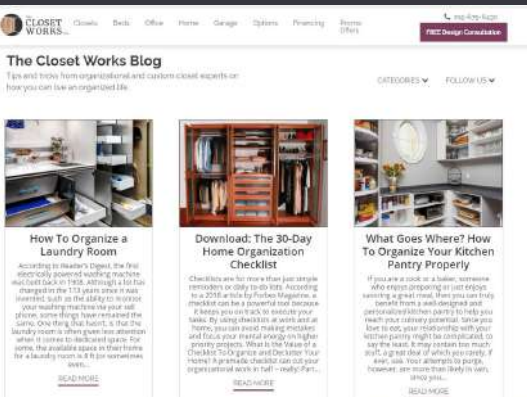 The
CLOSET
WORKS
Closets Beds Office Home Garage Options Financing Promo
Offers
FREE Design Consultation
The Closet Works Blog
Tips and tricks from organizational and custom closet experts on
how you can live an organized life.
CATEGORIES FOLLOW US
How To Organize a
Laundry Room
According to Reader's Digest, the first
electrically powered washing machine
was built back in 1908. Although a lot has
changed in the 113 years since it was
invented, such as the ability to monitor
your washing machine via your cell
phone, some things have remained the
same. One thing that hasn't, is that the
laundry room is often given less attention
when it comes to dedicated space. For
some, the available space in their home
for a laundry room is 8 ft (or sometimes
even...
READ MORE
Download: The 30-Day
Home Organization
Checklist
Checklists are far more than just simple
reminders or daily to-do lists. According
to a 2018 article by Forbes Magazine, a
checklist can be a powerful tool because
it keeps you on track to execute your
tasks. By using checklists at work and at
home, you can avoid making mistakes
and focus your mental energy on higher
priority projects. What Is the Value of a
Checklist To Organize and Declutter Your
Home? A premade checklist can cut your
organizational work in half — really! Part...
READ MORE
What Goes Where? How
To Organize Your Kitchen
Pantry Properly
If you are a cook or a baker, someone
who enjoys preparing or just enjoys
savoring a great meal, then you can truly
benefit from a well-designed and
personalized kitchen pantry to help you
reach your culinary potential. Since you
love to eat, your relationship with your
kitchen pantry might be complicated, to
say the least. It may contain too much
stuff, a great deal of which you rarely, if
ever, use. Your attempts to purge,
however, are more than likely in vain,
since you...
READ MORE